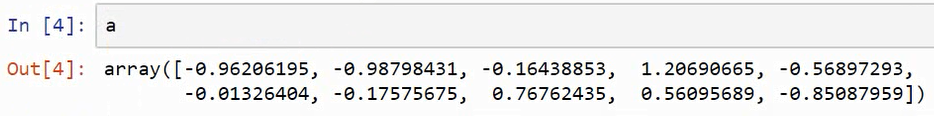 In [4]: a
Out[4]: array([-0.96206195, -0.98798431, -0.16438853,  1.20690665, -0.56897293,
-0.01326404, -0.17575675,  0.76762435,  0.56095689, -0.85087959])